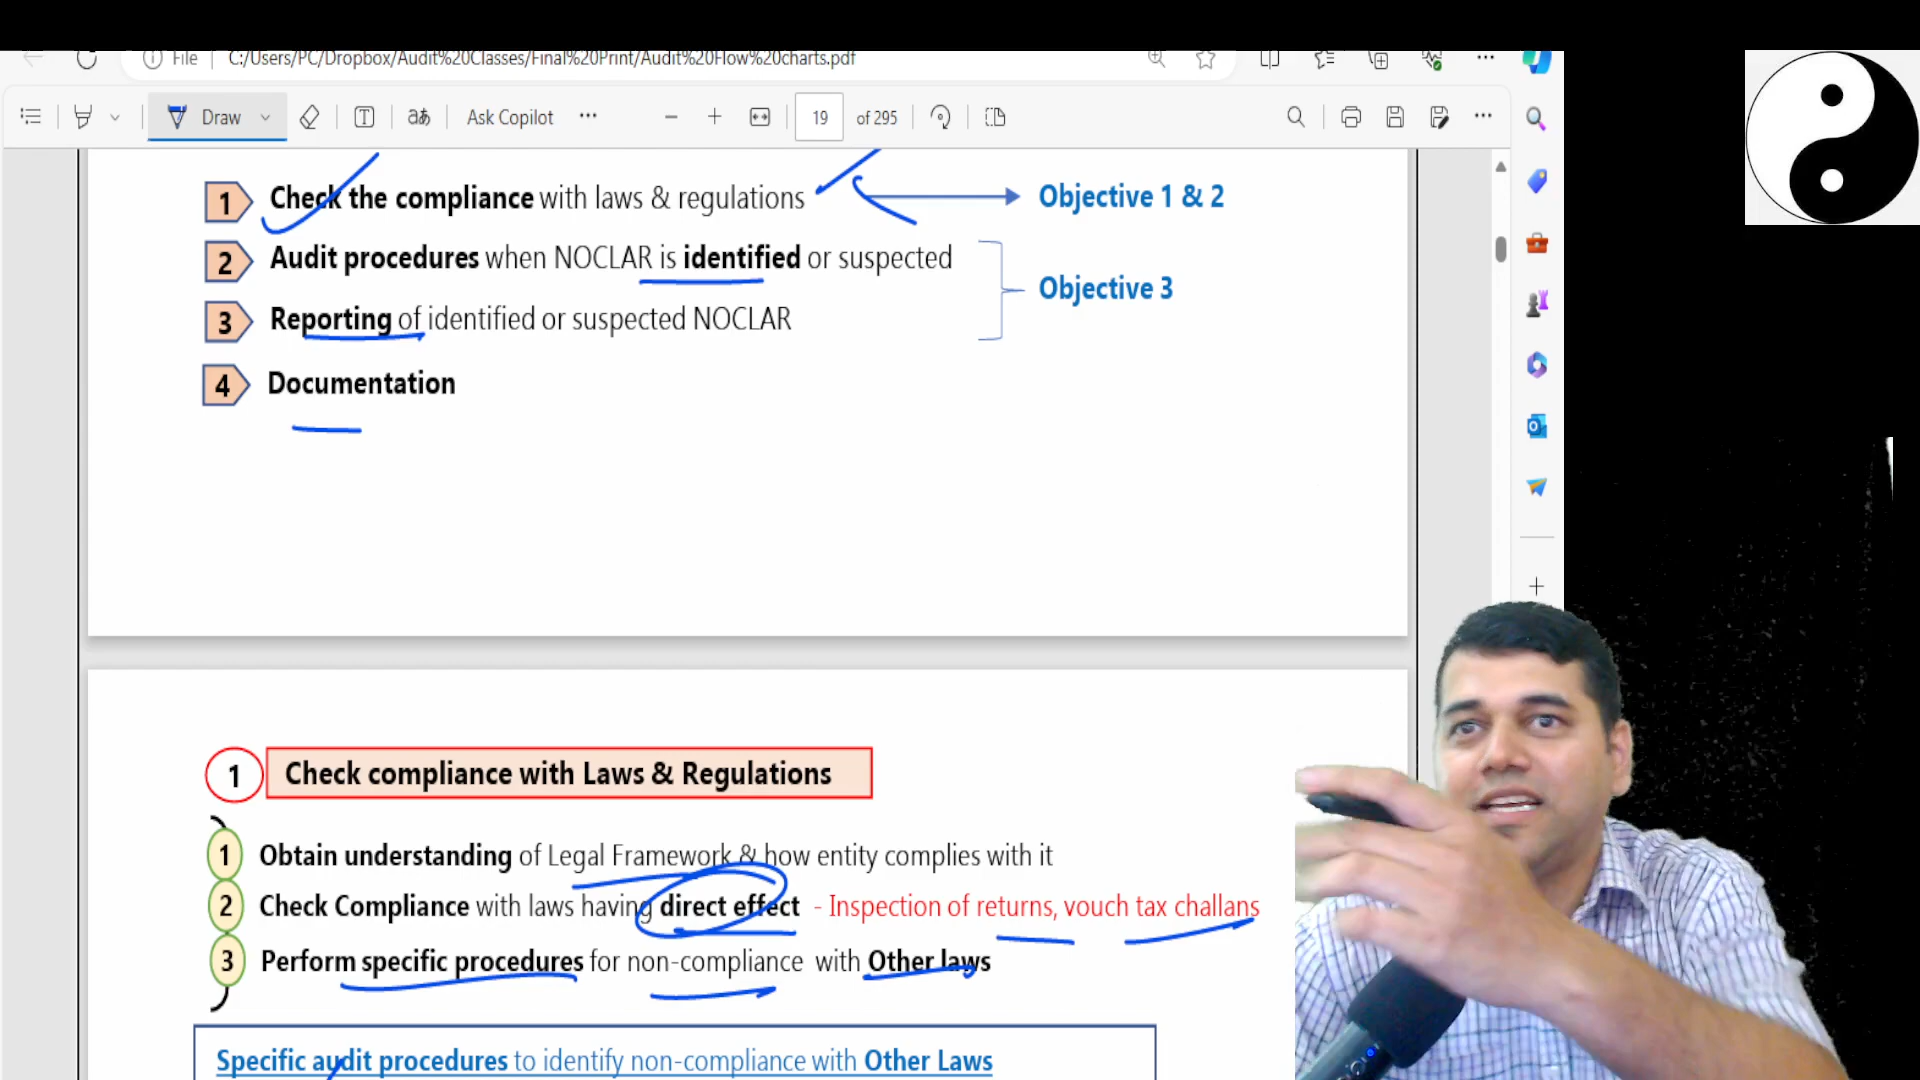 File C:/Users/PC/Dropbox/Audit%20Classes/Final%20Print/Audit%20Flow%20charts.pdf
Draw Ask Copilot 19 of 295
1 Check the compliance with laws & regulations Objective 1 & 2
2 Audit procedures when NOCLAR is identified or suspected
Objective 3
3 Reporting of identified or suspected NOCLAR
4 Documentation
1 Check compliance with Laws & Regulations
1 Obtain understanding of Legal Framework & how entity complies with it
2 Check Compliance with laws having direct effect - Inspection of returns, vouch tax challans
3 Perform specific procedures for non-compliance with Other laws
Specific audit procedures to identify non-compliance with Other Laws